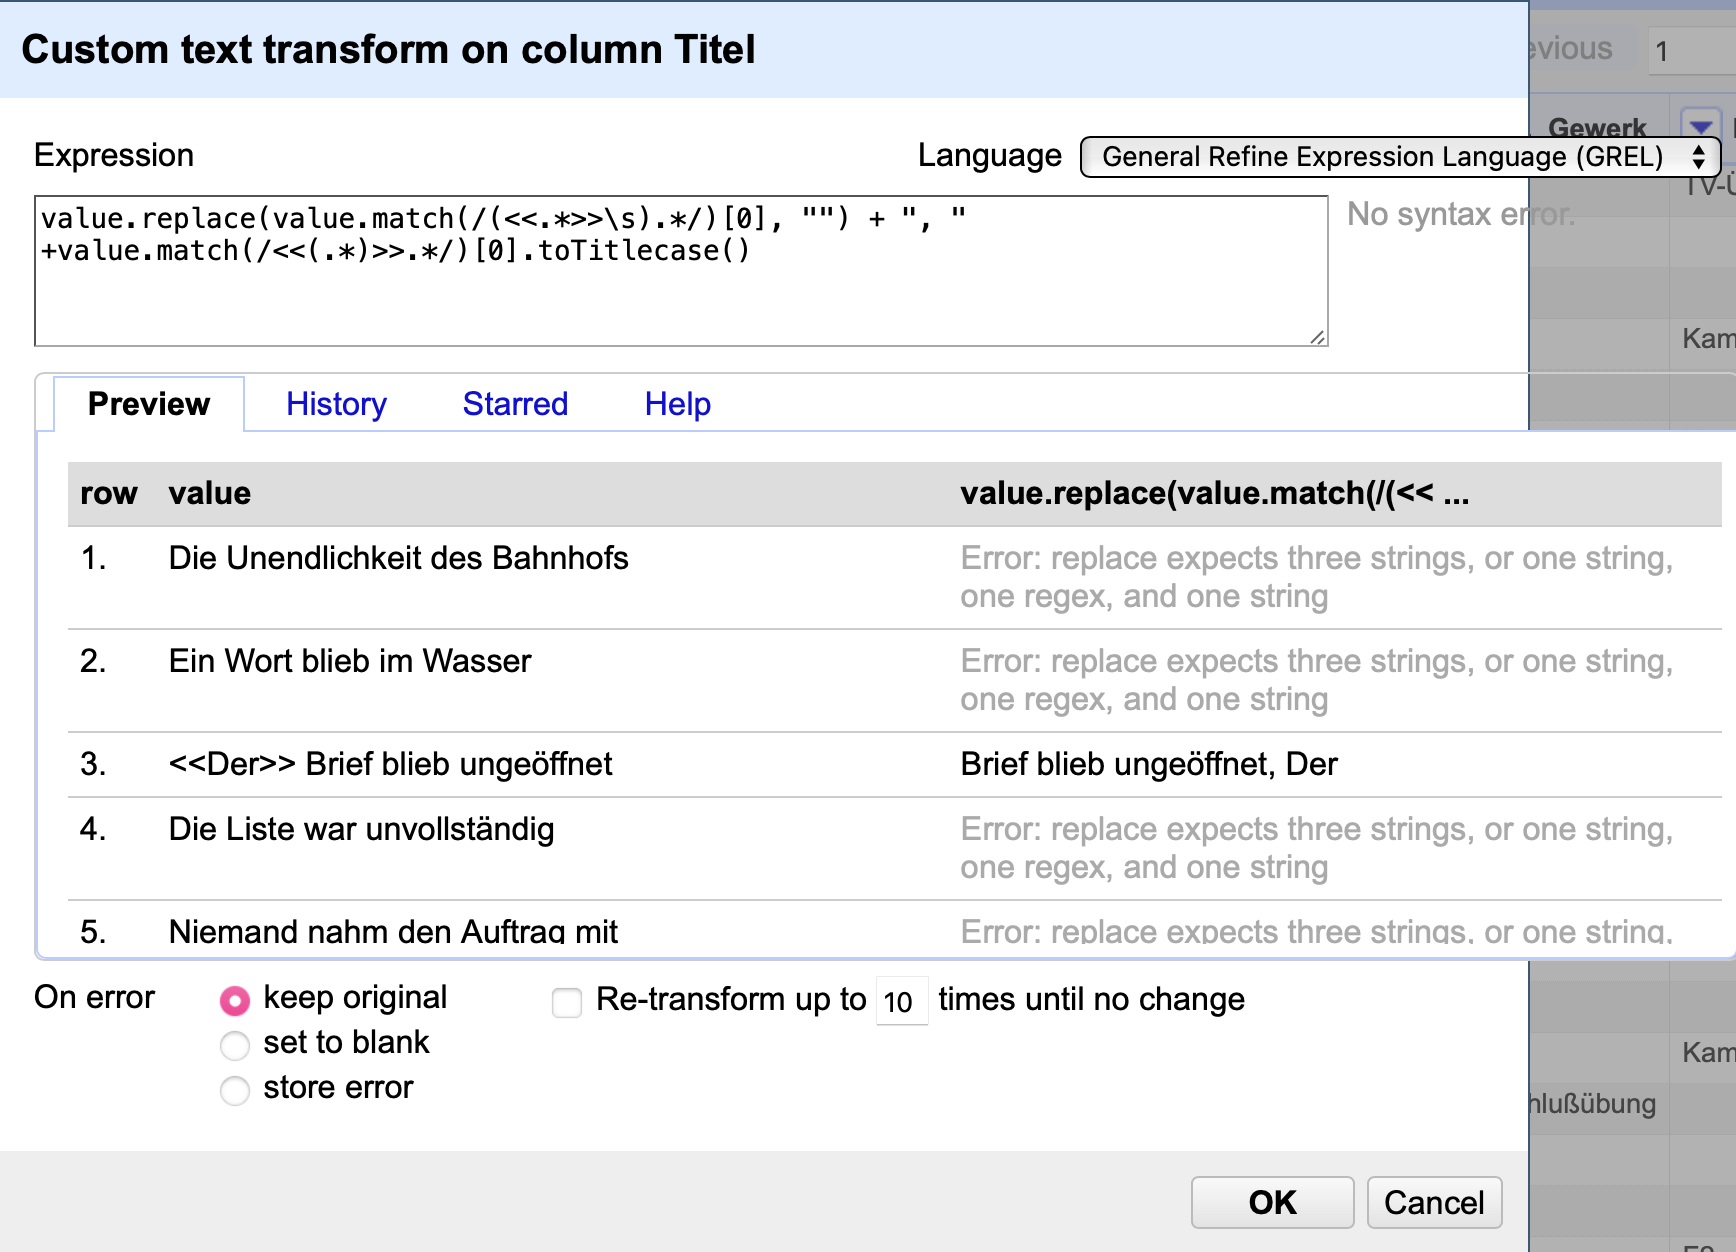 Custom text transform on column Titel
evious 1
Gewerk
Expression
Language General Refine Expression Language (GREL)
value.replace(value.match(/(<<.*>>\s).*/)[0], "") + ", "
+value.match(/<<(.*)>>.*/)[0].toTitlecase()
No syntax error.
TV-Ü
Kam
Preview History Starred Help
row value value.replace(value.match(/(<< ...
1. Die Unendlichkeit des Bahnhofs Error: replace expects three strings, or one string,
one regex, and one string
2. Ein Wort blieb im Wasser Error: replace expects three strings, or one string,
one regex, and one string
3. <<Der>> Brief blieb ungeöffnet Brief blieb ungeöffnet, Der
4. Die Liste war unvollständig Error: replace expects three strings, or one string,
one regex, and one string
5. Niemand nahm den Auftrag mit Error: replace expects three strings, or one string,
On error keep original Re-transform up to 10 times until no change
set to blank
store error
Kam
hlußübung
OK Cancel